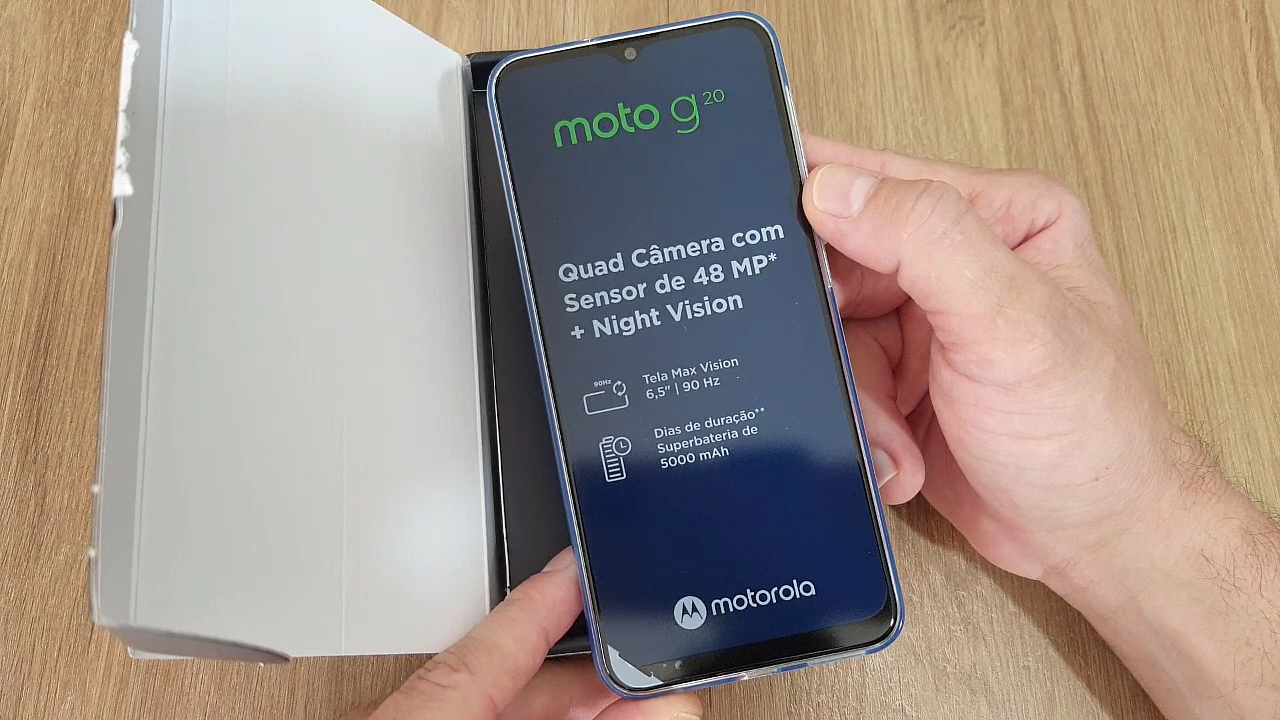 moto g20
Quad Câmera com
Sensor de 48 MP*
+ Night Vision
90Hz
Tela Max Vision
6,5" | 90 Hz
Dias de duração**
Superbateria de
5000 mAh
motorola